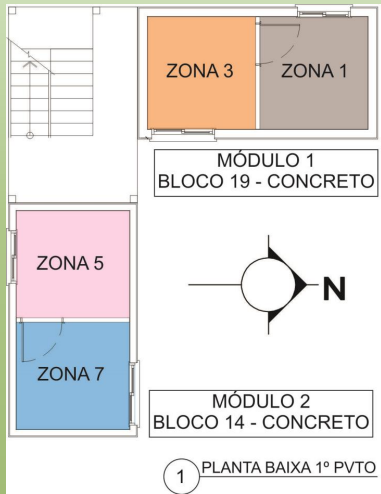 ZONA 3
ZONA 1
MÓDULO 1
BLOCO 19 - CONCRETO
ZONA 5
N
ZONA 7
MÓDULO 2
BLOCO 14 - CONCRETO
1 PLANTA BAIXA 1º PVTO